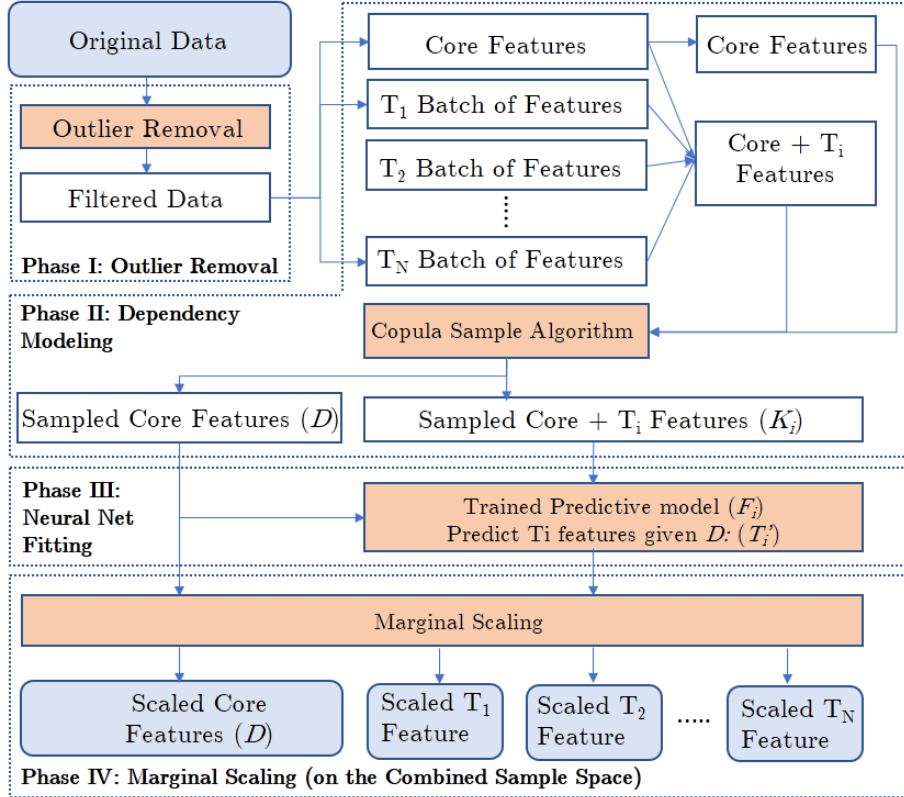 Original Data
Outlier Removal
Filtered Data
Phase I: Outlier Removal
Core Features
T₁ Batch of Features
T₂ Batch of Features
......
T_N Batch of Features
Core Features
Core + Tᵢ
Features
Phase II: Dependency
Modeling
Copula Sample Algorithm
Sampled Core Features (D)
Sampled Core + Tᵢ Features (Kᵢ)
Phase III:
Neural Net
Fitting
Trained Predictive model (Fᵢ)
Predict Ti features given D: (Tᵢ’)
Marginal Scaling
Scaled Core
Features (D)
Scaled T₁
Feature
Scaled T₂
Feature
.....
Scaled T_N
Feature
Phase IV: Marginal Scaling (on the Combined Sample Space)